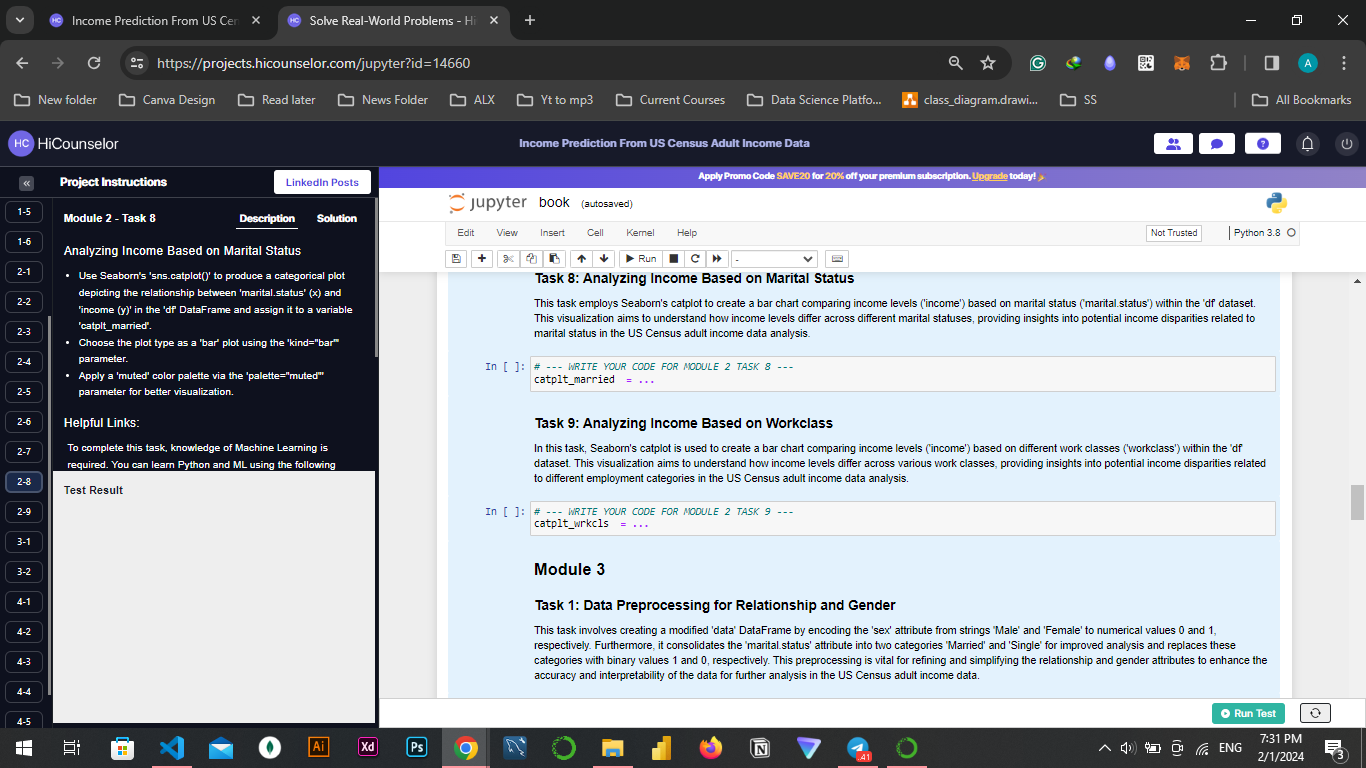 Income Prediction From US Cen
Solve Real-World Problems - Hi
https://projects.hicounselor.com/jupyter?id=14660
A
New folder
Canva Design
Read later
News Folder
ALX
Yt to mp3
Current Courses
Data Science Platfo...
class_diagram.drawi...
SS
All Bookmarks
HC HiCounselor
Income Prediction From US Census Adult Income Data
«
Project Instructions
LinkedIn Posts
Apply Promo Code SAVE20 for 20% off your premium subscription. Upgrade today!
1-5
1-6
2-1
2-2
2-3
2-4
2-5
2-6
2-7
2-8
2-9
3-1
3-2
4-1
4-2
4-3
4-4
4-5
Module 2 - Task 8
Description
Solution
Analyzing Income Based on Marital Status
• Use Seaborn's 'sns.catplot()' to produce a categorical plot
depicting the relationship between 'marital.status' (x) and
'income (y)' in the 'df' DataFrame and assign it to a variable
'catplt_married'.
• Choose the plot type as a 'bar' plot using the 'kind="bar"'
parameter.
• Apply a 'muted' color palette via the 'palette="muted"'
parameter for better visualization.
Helpful Links:
To complete this task, knowledge of Machine Learning is
required. You can learn Python and ML using the following
Test Result
jupyter book (autosaved)
Edit View Insert Cell Kernel Help
Not Trusted
Python 3.8
Run
-
Task 8: Analyzing Income Based on Marital Status
This task employs Seaborn's catplot to create a bar chart comparing income levels ('income') based on marital status ('marital.status') within the 'df' dataset.
This visualization aims to understand how income levels differ across different marital statuses, providing insights into potential income disparities related to
marital status in the US Census adult income data analysis.
In [ ]: # --- WRITE YOUR CODE FOR MODULE 2 TASK 8 ---
catplt_married = ...
Task 9: Analyzing Income Based on Workclass
In this task, Seaborn's catplot is used to create a bar chart comparing income levels ('income') based on different work classes ('workclass') within the 'df'
dataset. This visualization aims to understand how income levels differ across various work classes, providing insights into potential income disparities related
to different employment categories in the US Census adult income data analysis.
In [ ]: # --- WRITE YOUR CODE FOR MODULE 2 TASK 9 ---
catplt_wrkcls = ...
Module 3
Task 1: Data Preprocessing for Relationship and Gender
This task involves creating a modified 'data' DataFrame by encoding the 'sex' attribute from strings 'Male' and 'Female' to numerical values 0 and 1,
respectively. Furthermore, it consolidates the 'marital.status' attribute into two categories 'Married' and 'Single' for improved analysis and replaces these
categories with binary values 1 and 0, respectively. This preprocessing is vital for refining and simplifying the relationship and gender attributes to enhance the
accuracy and interpretability of the data for further analysis in the US Census adult income data.
Run Test
Ai
Xd
Ps
41
ENG
7:31 PM
2/1/2024
3